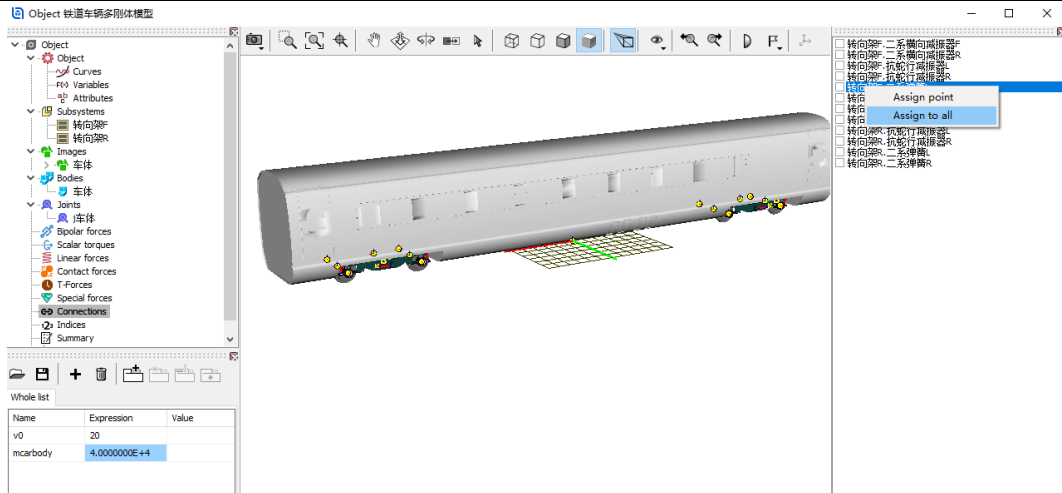 Object 铁道车辆多刚体模型
Object
Object
Curves
Variables
Attributes
Subsystems
转向架F
转向架R
Images
车体
Bodies
车体
Joints
j车体
Bipolar forces
Scalar torques
Linear forces
Contact forces
T-Forces
Special forces
Connections
Indices
Summary
Whole list
Name Expression Value
v0 20
mcarbody 4.0000000E+4
转向架F.二系横向减振器F
转向架F.二系横向减振器R
转向架F.抗蛇行减振器L
转向架F.抗蛇行减振器R
Assign point
Assign to all
转向架R.抗蛇行减振器L
转向架R.抗蛇行减振器R
转向架R.二系弹簧L
转向架R.二系弹簧R